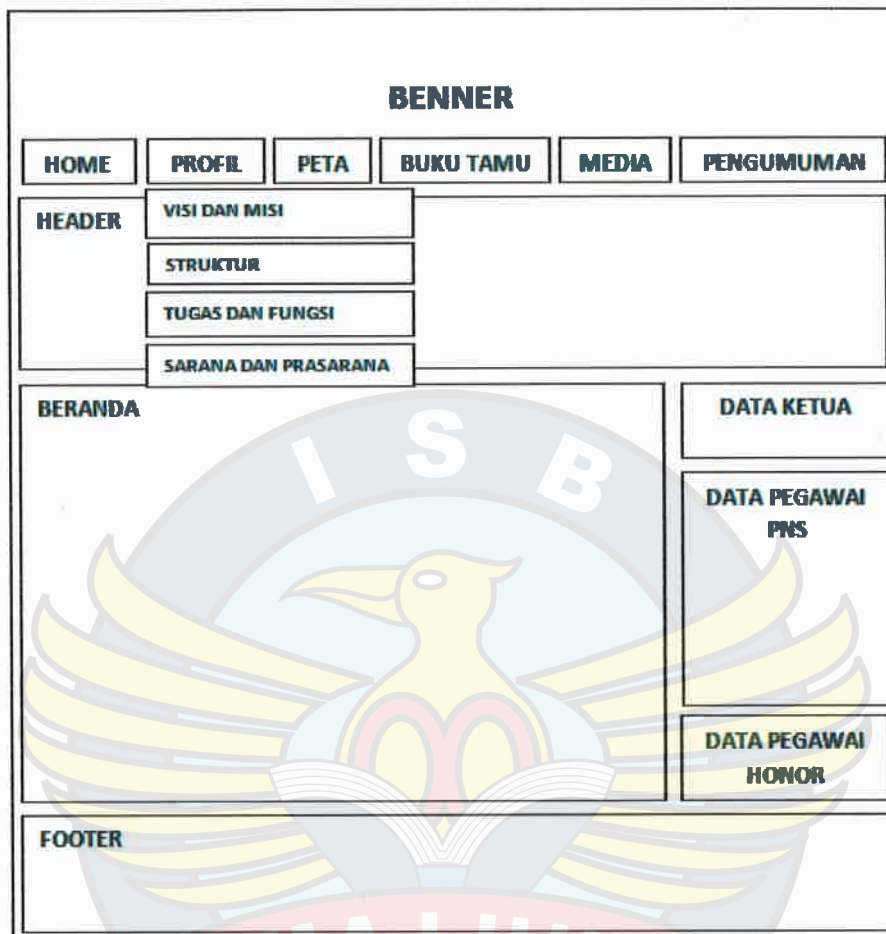 BENNER
HOME PROFIL PETA BUKU TAMU MEDIA PENGUMUMAN
HEADER
VISI DAN MISI
STRUKTUR
TUGAS DAN FUNGSI
SARANA DAN PRASARANA
BERANDA
DATA KETUA
DATA PEGAWAI
PNS
DATA PEGAWAI
HONOR
FOOTER
I S B